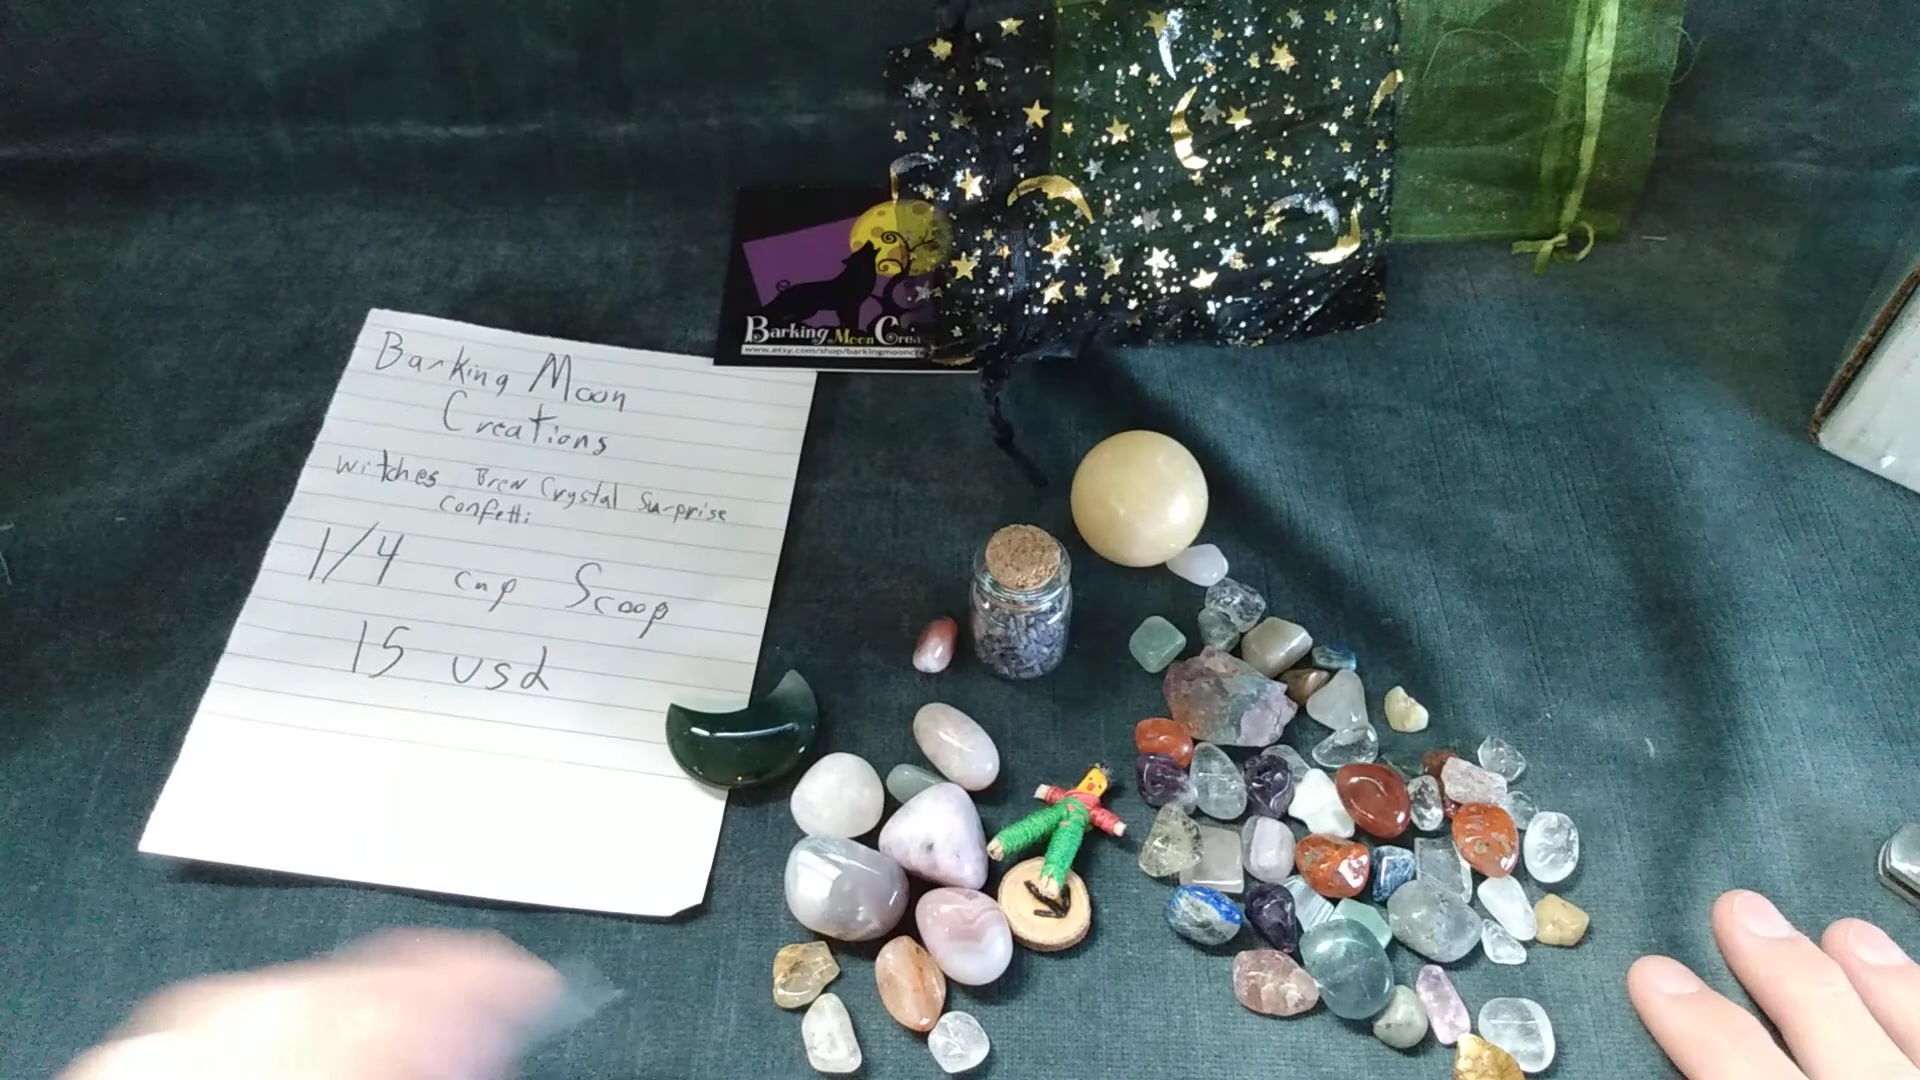 Barking Moon
Creations
witches Brew Crystal Surprise
confetti
1/4 cup Scoop
15 usd
Barking Moon Crea
www.etsy.com/shop/barkingmooncre